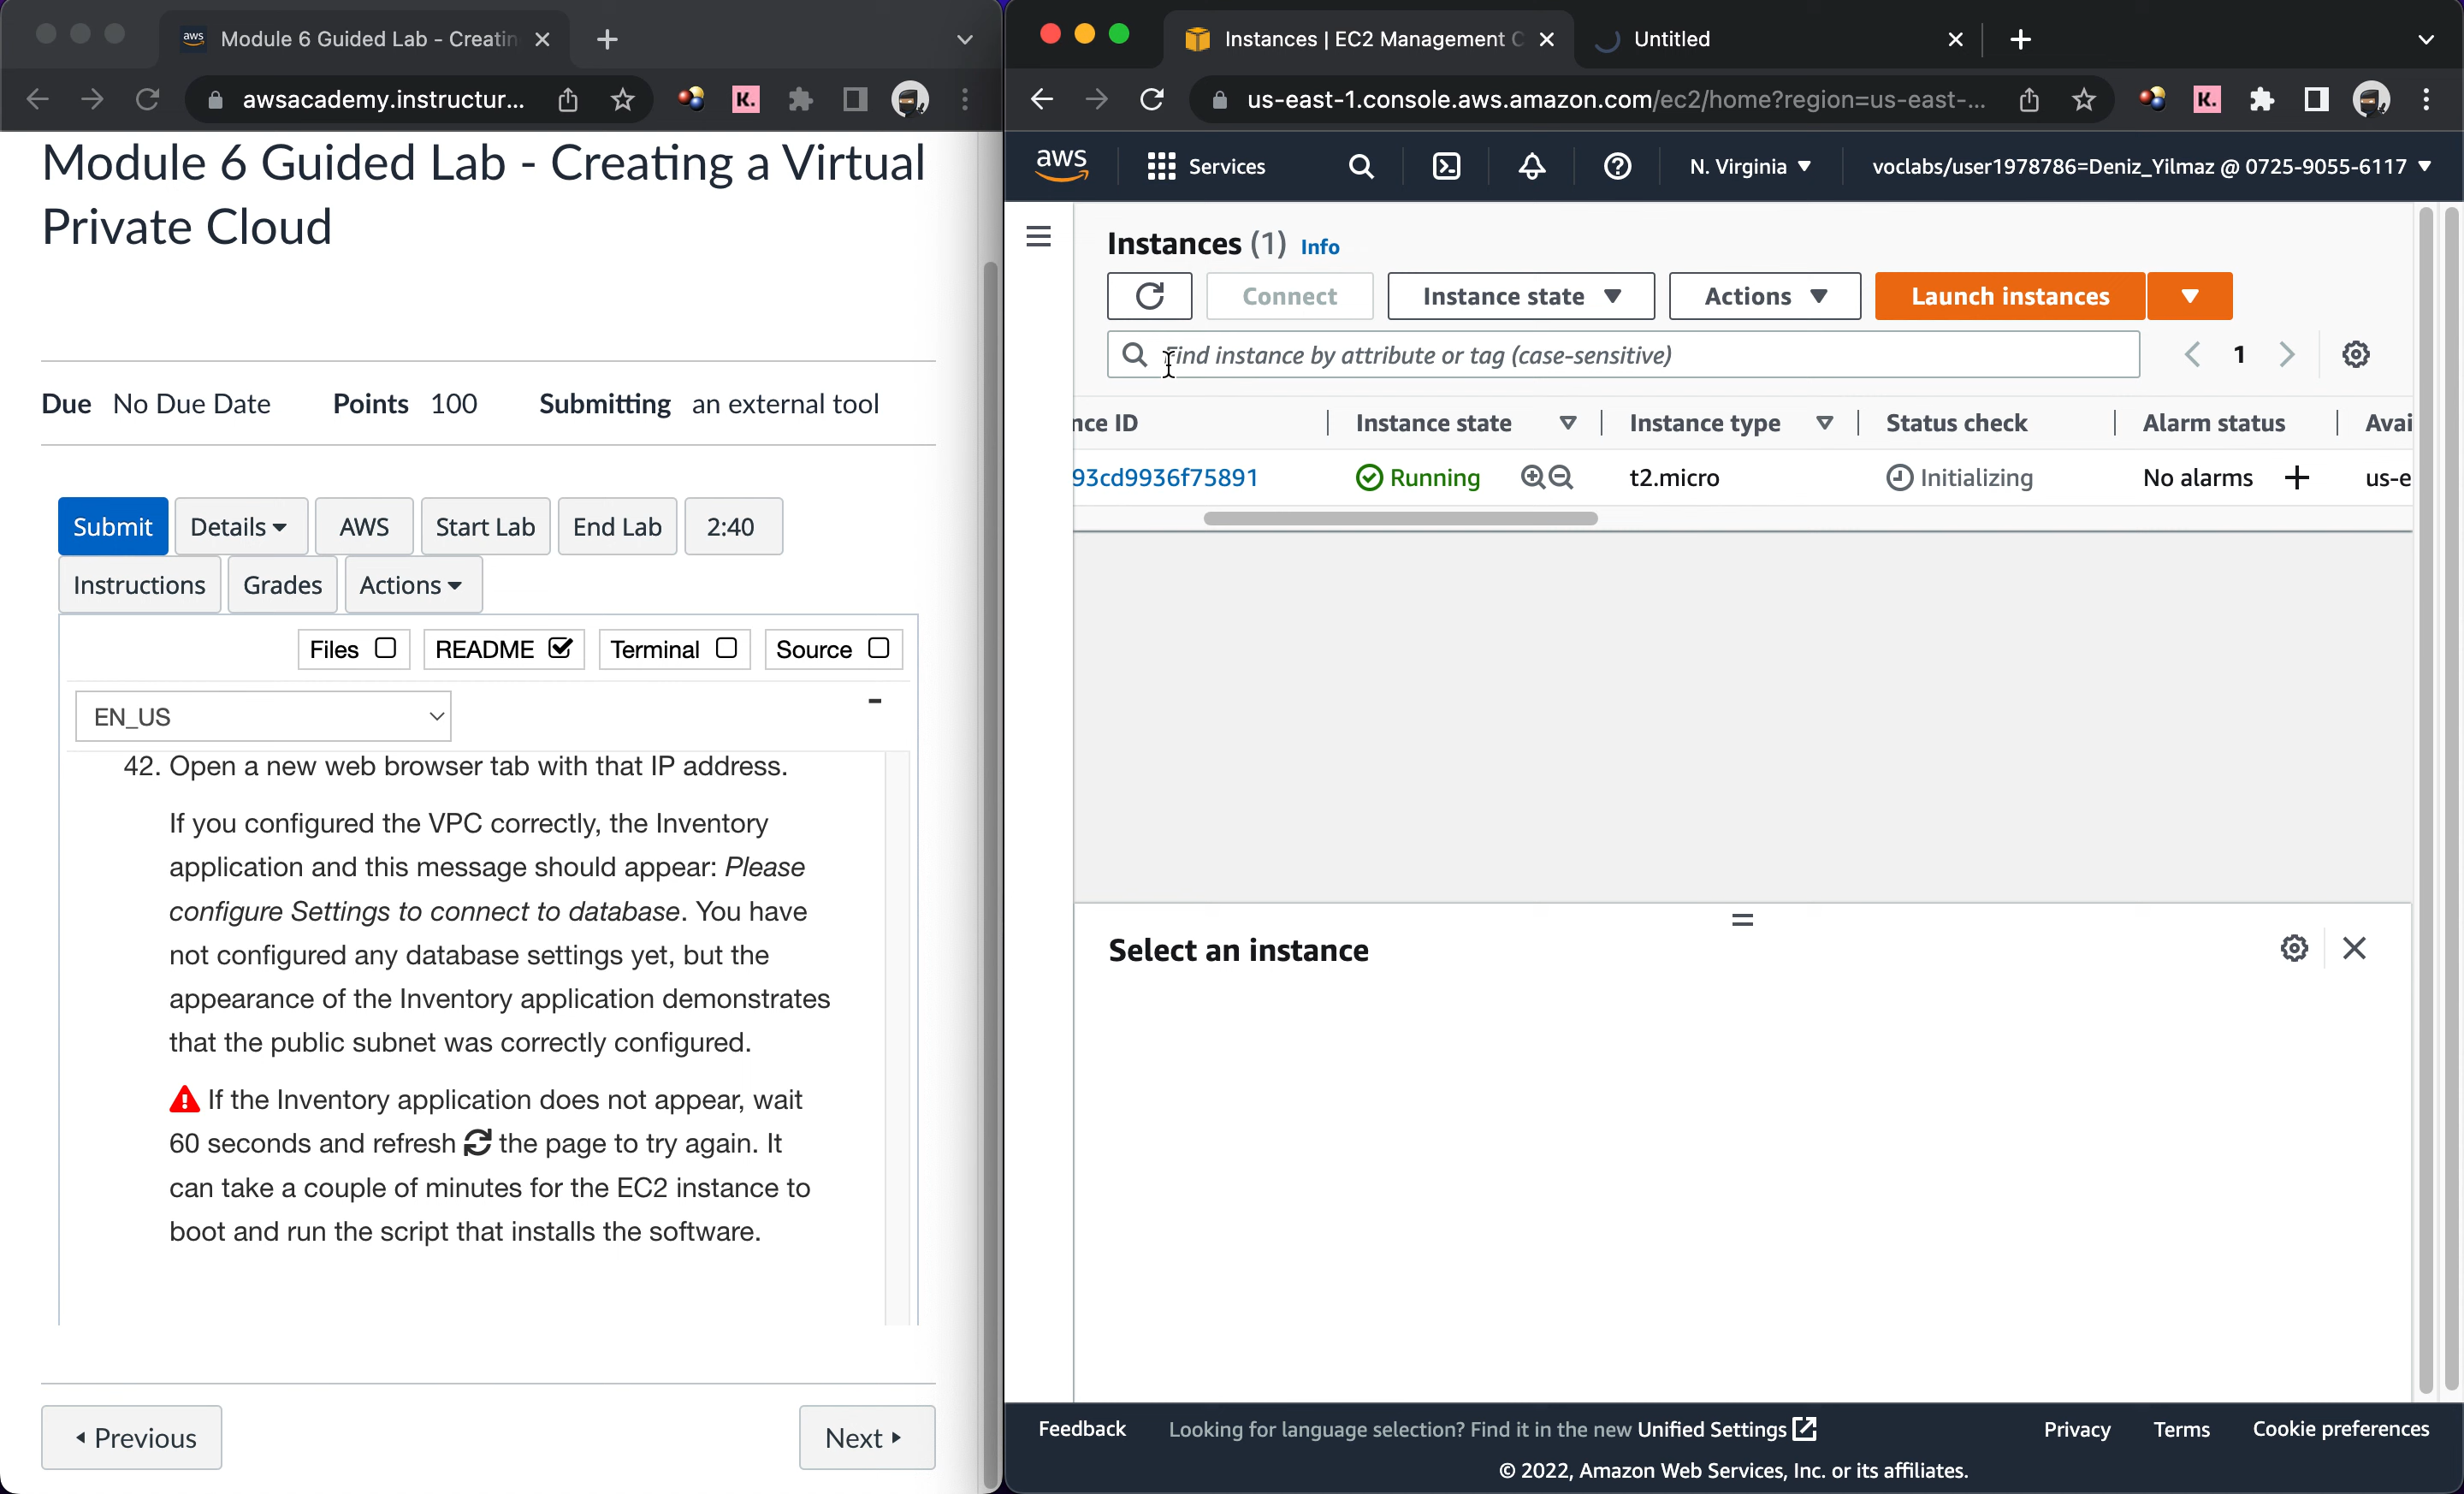 Module 6 Guided Lab - Creatin
awsacademy.instructur...
Module 6 Guided Lab - Creating a Virtual
Private Cloud
Due No Due Date Points 100 Submitting an external tool
Submit Details AWS Start Lab End Lab 2:40
Instructions Grades Actions
Files README Terminal Source
EN_US
42. Open a new web browser tab with that IP address.
If you configured the VPC correctly, the Inventory
application and this message should appear: Please
configure Settings to connect to database. You have
not configured any database settings yet, but the
appearance of the Inventory application demonstrates
that the public subnet was correctly configured.
If the Inventory application does not appear, wait
60 seconds and refresh the page to try again. It
can take a couple of minutes for the EC2 instance to
boot and run the script that installs the software.
Previous Next
Instances | EC2 Management C Untitled
us-east-1.console.aws.amazon.com/ec2/home?region=us-east-...
K.
aws Services N. Virginia voclabs/user1978786=Deniz_Yilmaz @ 0725-9055-6117
Instances (1) Info
Connect Instance state Actions Launch instances
Find instance by attribute or tag (case-sensitive) 1
nce ID Instance state Instance type Status check Alarm status Avai
93cd9936f75891 Running t2.micro Initializing No alarms + us-e
Select an instance
Feedback Looking for language selection? Find it in the new Unified Settings Privacy Terms Cookie preferences
© 2022, Amazon Web Services, Inc. or its affiliates.